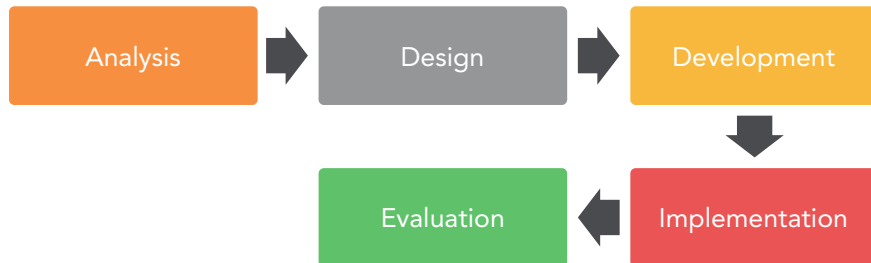 Analysis
Design
Development
Implementation
Evaluation